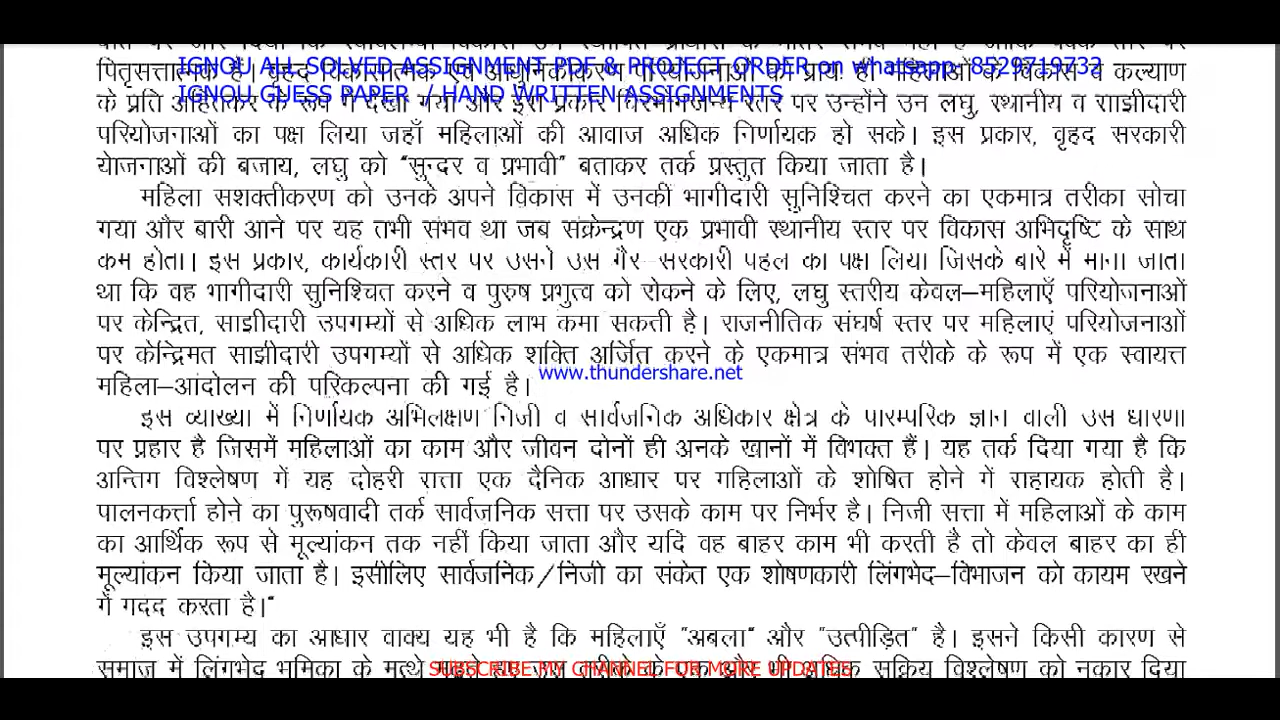 IGNOU ALL SOLVED ASSIGNMENT PDF & PROJECT ORDER on whatsapp- 8529719732
पितृसत्तात्मक है। वृहद विकासात्मक एवं आधुनिकीकरण परियोजनाओं को प्रायः ही महिलाओं के विकास व कल्याण
IGNOU GUESS PAPER / HAND WRITTEN ASSIGNMENTS
के प्रति अहितकर के रूप में देखा गया और इस प्रकार स्तर पर उन्होंने उन लघु, स्थानीय व साझीदारी
परियोजनाओं का पक्ष लिया जहाँ महिलाओं की आवाज अधिक निर्णायक हो सके। इस प्रकार, वृहद सरकारी
योजनाओं की बजाय, लघु को "सुन्दर व प्रभावी" बताकर तर्क प्रस्तुत किया जाता है।
महिला सशक्तीकरण को उनके अपने विकास में उनकी भागीदारी सुनिश्चित करने का एकमात्र तरीका सोचा
गया और बारी आने पर यह तभी संभव था जब संक्रेन्द्रण एक प्रभावी स्थानीय स्तर पर विकास अभिदृष्टि के साथ
कम होता। इस प्रकार, कार्यकारी स्तर पर उसने उस गैर–सरकारी पहल का पक्ष लिया जिसके बारे में माना जाता
था कि वह भागीदारी सुनिश्चित करने व पुरुष प्रभुत्व को रोकने के लिए, लघु स्तरीय केवल–महिलाएँ परियोजनाओं
पर केन्द्रित, साझीदारी उपगम्यों से अधिक लाभ कमा सकती है। राजनीतिक संघर्ष स्तर पर महिलाएं परियोजनाओं
पर केन्द्रिमत साझीदारी उपगम्यों से अधिक शक्ति अर्जित करने के एकमात्र संभव तरीके के रूप में एक स्वायत्त
www.thundershare.net
महिला–आंदोलन की परिकल्पना की गई है।
इस व्याख्या में निर्णायक अभिलक्षण निजी व सार्वजनिक अधिकार क्षेत्र के पारम्परिक ज्ञान वाली उस धारणा
पर प्रहार है जिसमें महिलाओं का काम और जीवन दोनों ही अनके खानों में विभक्त हैं। यह तर्क दिया गया है कि
अन्तिम विश्लेषण में यह दोहरी सत्ता एक दैनिक आधार पर महिलाओं के शोषित होने में सहायक होती है।
पालनकर्त्ता होने का पुरूषवादी तर्क सार्वजनिक सत्ता पर उसके काम पर निर्भर है। निजी सत्ता में महिलाओं के काम
का आर्थिक रूप से मूल्यांकन तक नहीं किया जाता और यदि वह बाहर काम भी करती है तो केवल बाहर का ही
मूल्यांकन किया जाता है। इसीलिए सार्वजनिक/निजी का संकेत एक शोषणकारी लिंगभेद–विभाजन को कायम रखने
में मदद करता है।"
इस उपगम्य का आधार वाक्य यह भी है कि महिलाएँ "अबला" और "उत्पीड़ित" है। इसने किसी कारण से
समाज में लिंगभेद भूमिका के मत्थे एक और भी अधिक सक्रिय विश्लेषण को नकार दिया
SUBSCRIBE MY CHANNEL FOR MORE UPDATES